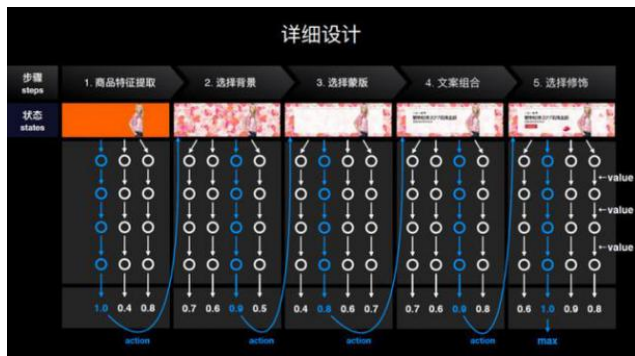 详细设计
步骤
steps
1. 商品特征提取
2. 选择背景
3. 选择蒙版
4. 文案组合
5. 选择修饰
状态
states
←value
←value
←value
1.0 0.4 0.8
0.7 0.6 0.9 0.5
0.4 0.8 0.6 0.7
0.7 0.6 0.9 0.8
0.6 1.0 0.9 0.8
action
action
action
action
max